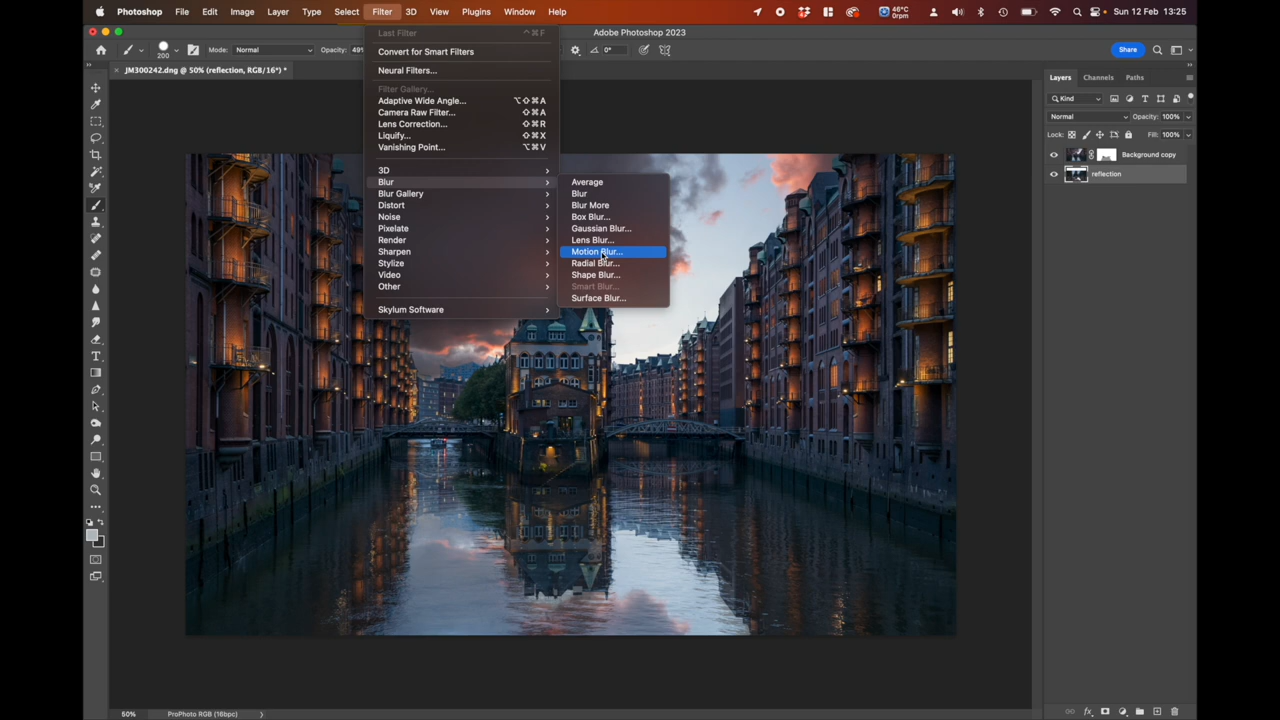 Photoshop File Edit Image Layer Type Select Filter 3D View Plugins Window Help 46°C 0rpm Sun 12 Feb 13:25
Adobe Photoshop 2023
200 Mode: Normal Opacity: 49% 0° Share
JM300242.dng @ 50% (reflection, RGB/16*) *
Last Filter ^⌘F
Convert for Smart Filters
Neural Filters...
Filter Gallery...
Adaptive Wide Angle... ⌥⇧⌘A
Camera Raw Filter... ⇧⌘A
Lens Correction... ⇧⌘R
Liquify... ⇧⌘X
Vanishing Point... ⌥⌘V
3D
Blur
Blur Gallery
Distort
Noise
Pixelate
Render
Sharpen
Stylize
Video
Other
Skylum Software
Average
Blur
Blur More
Box Blur...
Gaussian Blur...
Lens Blur...
Motion Blur...
Radial Blur...
Shape Blur...
Smart Blur...
Surface Blur...
Layers Channels Paths
Kind
Normal Opacity: 100%
Lock: Fill: 100%
Background copy
reflection
50% ProPhoto RGB (16bpc)